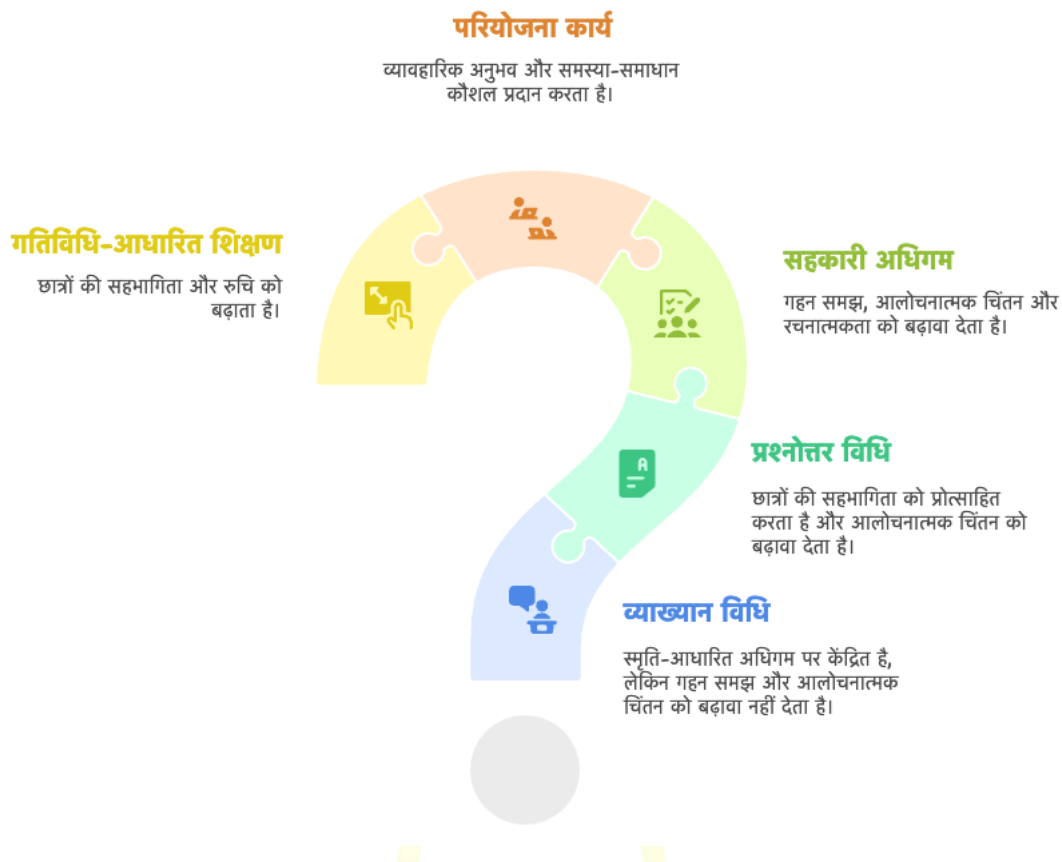 परियोजना कार्य
व्यावहारिक अनुभव और समस्या-समाधान
कौशल प्रदान करता है।
गतिविधि-आधारित शिक्षण
छात्रों की सहभागिता और रुचि को
बढ़ाता है।
सहकारी अधिगम
गहन समझ, आलोचनात्मक चिंतन और
रचनात्मकता को बढ़ावा देता है।
प्रश्नोत्तर विधि
छात्रों की सहभागिता को प्रोत्साहित
करता है और आलोचनात्मक चिंतन को
बढ़ावा देता है।
व्याख्यान विधि
स्मृति-आधारित अधिगम पर केंद्रित है,
लेकिन गहन समझ और आलोचनात्मक
चिंतन को बढ़ावा नहीं देता है।